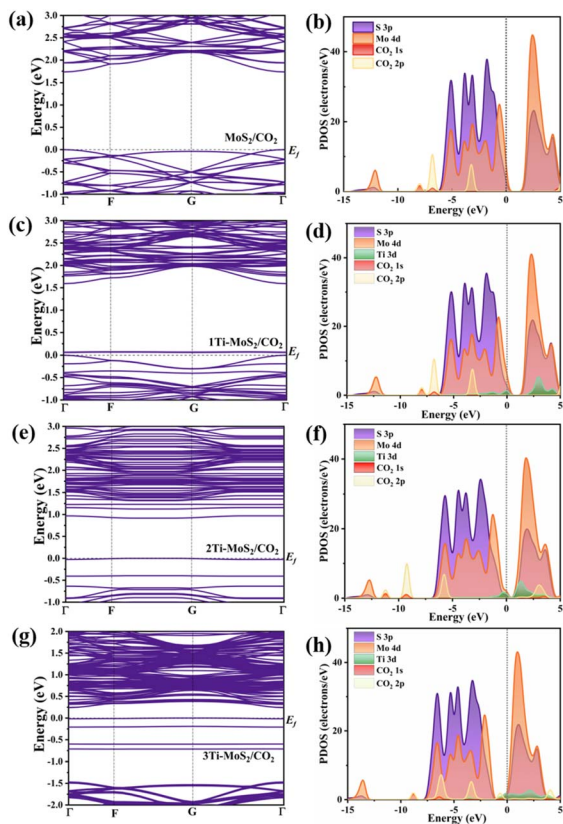 (a)
3.0
2.5
2.0
1.5
1.0
0.5
0.0
-0.5
-1.0
Energy (eV)
MoS2/CO2
Ef
Γ F G Γ
(b)
S 3p
Mo 4d
CO2 1s
CO2 2p
40
20
0
PDOS (electrons/eV)
-15 -10 -5 0 5
Energy (eV)
(c)
3.0
2.5
2.0
1.5
1.0
0.5
0.0
-0.5
-1.0
Energy (eV)
1Ti-MoS2/CO2
Ef
Γ F G Γ
(d)
S 3p
Mo 4d
Ti 3d
CO2 1s
CO2 2p
40
20
0
PDOS (electrons/eV)
-15 -10 -5 0 5
Energy (eV)
(e)
3.0
2.5
2.0
1.5
1.0
0.5
0.0
-0.5
-1.0
Energy (eV)
2Ti-MoS2/CO2
Ef
Γ F G Γ
(f)
S 3p
Mo 4d
Ti 3d
CO2 1s
CO2 2p
40
20
0
PDOS (electrons/eV)
-15 -10 -5 0 5
Energy (eV)
(g)
2.0
1.5
1.0
0.5
0.0
-0.5
-1.0
-1.5
-2.0
Energy (eV)
3Ti-MoS2/CO2
Ef
Γ F G Γ
(h)
S 3p
Mo 4d
Ti 3d
CO2 1s
CO2 2p
40
20
0
PDOS (electrons/eV)
-15 -10 -5 0 5
Energy (eV)